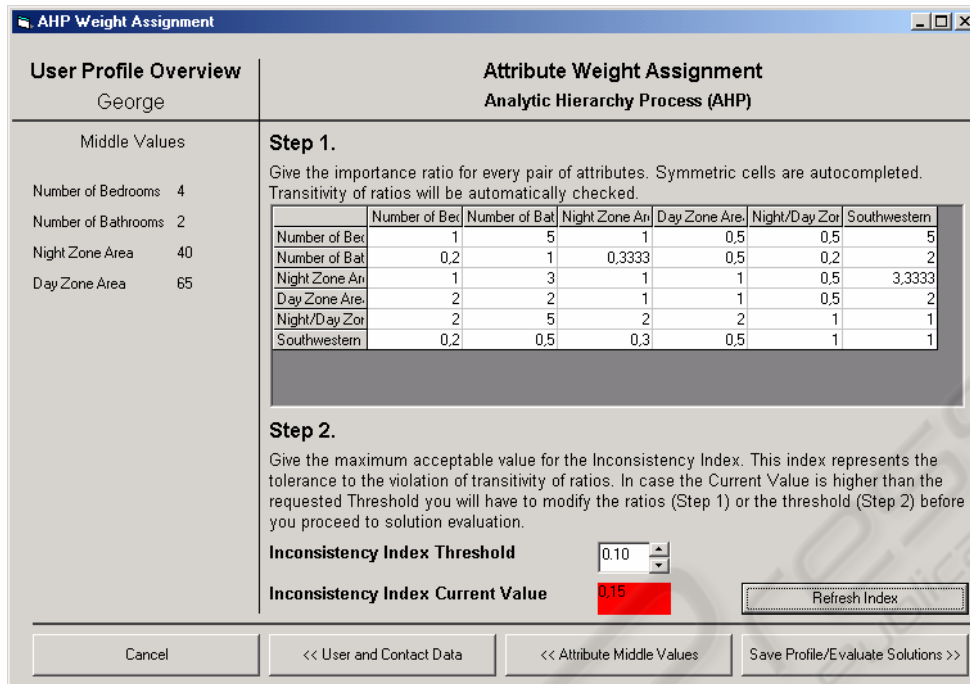 AHP Weight Assignment
User Profile Overview
George
Attribute Weight Assignment
Analytic Hierarchy Process (AHP)
Middle Values
Number of Bedrooms 4
Number of Bathrooms 2
Night Zone Area 40
Day Zone Area 65
Step 1.
Give the importance ratio for every pair of attributes. Symmetric cells are autocompleted.
Transitivity of ratios will be automatically checked.
Number of Bec Number of Bat Night Zone Ar Day Zone Area Night/Day Zor Southwestern
Number of Bec 1 5 1 0,5 0,5 5
Number of Bat 0,2 1 0,3333 0,5 0,2 2
Night Zone Ar 1 3 1 1 0,5 3,3333
Day Zone Are 2 2 1 1 0,5 2
Night/Day Zor 2 5 2 2 1 1
Southwestern 0,2 0,5 0,3 0,5 1 1
Step 2.
Give the maximum acceptable value for the Inconsistency Index. This index represents the
tolerance to the violation of transitivity of ratios. In case the Current Value is higher than the
requested Threshold you will have to modify the ratios (Step 1) or the threshold (Step 2) before
you proceed to solution evaluation.
Inconsistency Index Threshold 0.10
Inconsistency Index Current Value 0,15
Refresh Index
Cancel
<< User and Contact Data
<< Attribute Middle Values
Save Profile/Evaluate Solutions >>